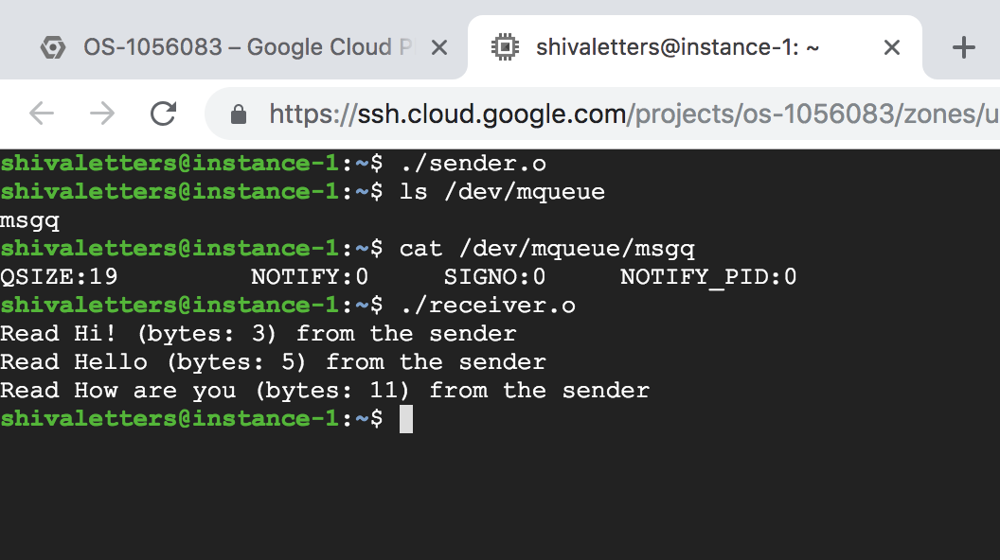 OS-1056083 – Google Cloud P
shivaletters@instance-1: ~
https://ssh.cloud.google.com/projects/os-1056083/zones/u
shivaletters@instance-1:~$ ./sender.o
shivaletters@instance-1:~$ ls /dev/mqueue
msgq
shivaletters@instance-1:~$ cat /dev/mqueue/msgq
QSIZE:19         NOTIFY:0     SIGNO:0     NOTIFY_PID:0
shivaletters@instance-1:~$ ./receiver.o
Read Hi! (bytes: 3) from the sender
Read Hello (bytes: 5) from the sender
Read How are you (bytes: 11) from the sender
shivaletters@instance-1:~$